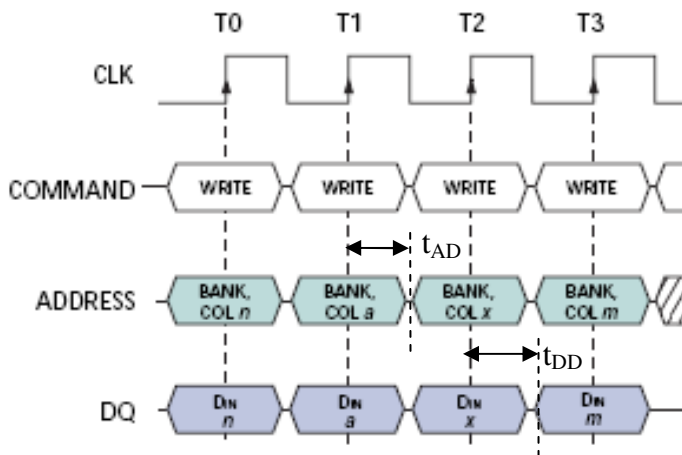 T0 T1 T2 T3
CLK
COMMAND WRITE WRITE WRITE WRITE
tAD
ADDRESS BANK, COL n BANK, COL a BANK, COL x BANK, COL m
tDD
DQ DIN n DIN a DIN x DIN m